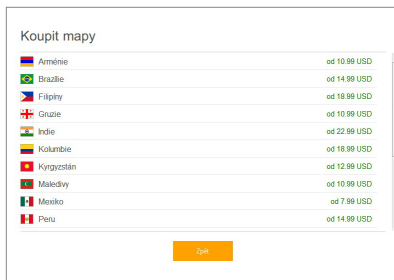 Koupit mapy
Arménie od 10.99 USD
Brazílie od 14.99 USD
Filipíny od 18.99 USD
Gruzie od 10.99 USD
Indie od 22.99 USD
Kolumbie od 18.99 USD
Kyrgyzstán od 12.99 USD
Maledivy od 10.99 USD
Mexiko od 7.99 USD
Peru od 14.99 USD
Zpět